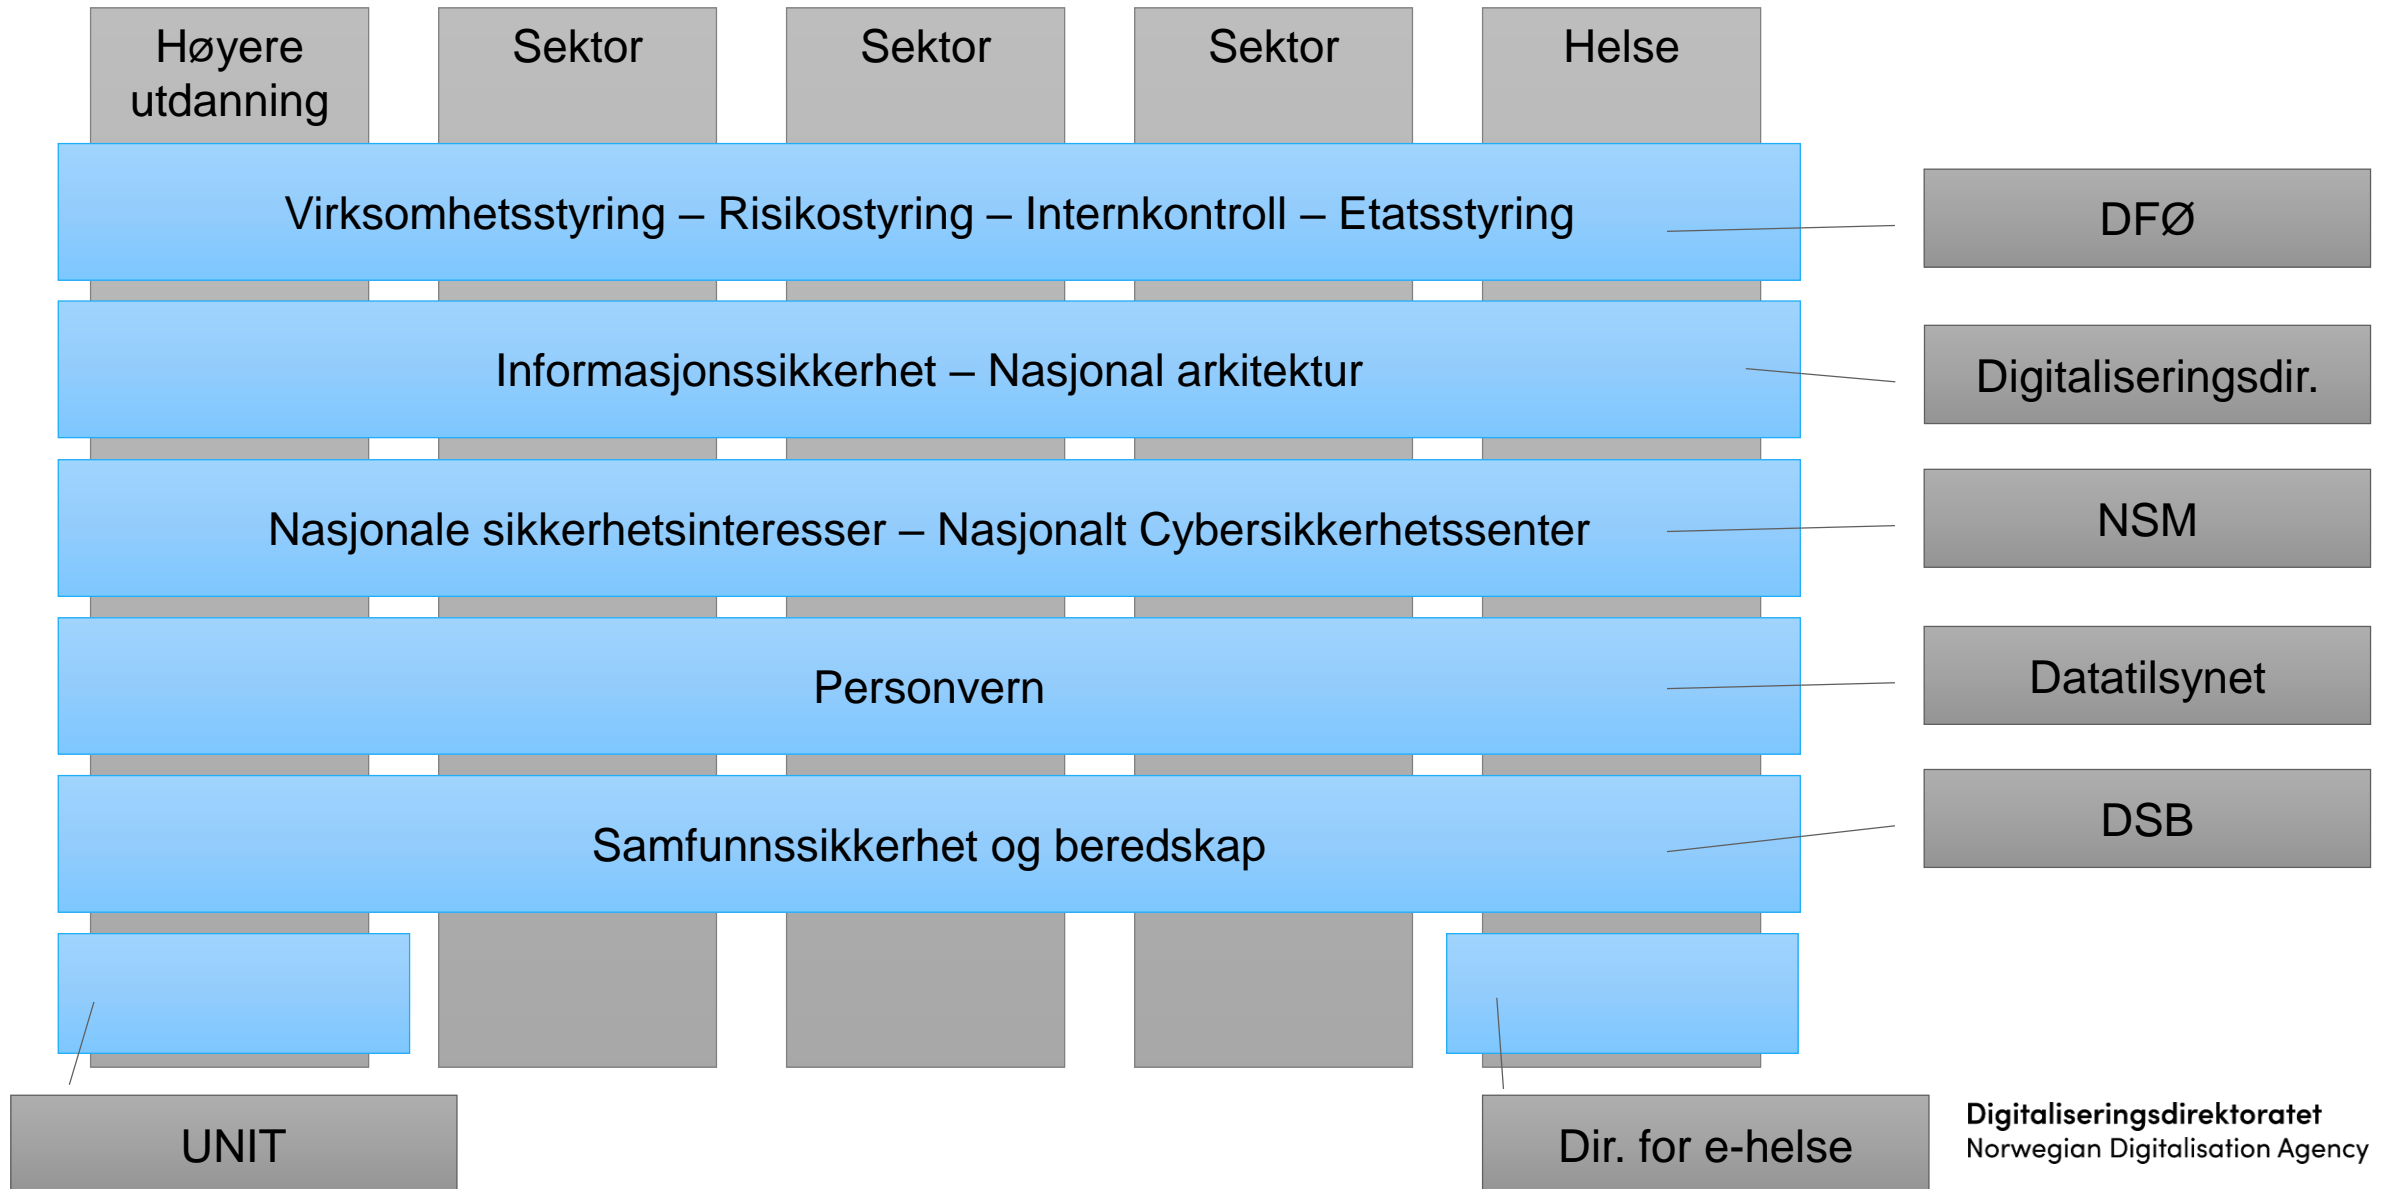 Høyere
utdanning
Sektor
Sektor
Sektor
Helse
Virksomhetsstyring – Risikostyring – Internkontroll – Etatsstyring
DFØ
Informasjonssikkerhet – Nasjonal arkitektur
Digitaliseringsdir.
Nasjonale sikkerhetsinteresser – Nasjonalt Cybersikkerhetssenter
NSM
Personvern
Datatilsynet
Samfunnssikkerhet og beredskap
DSB
UNIT
Dir. for e-helse
Digitaliseringsdirektoratet
Norwegian Digitalisation Agency